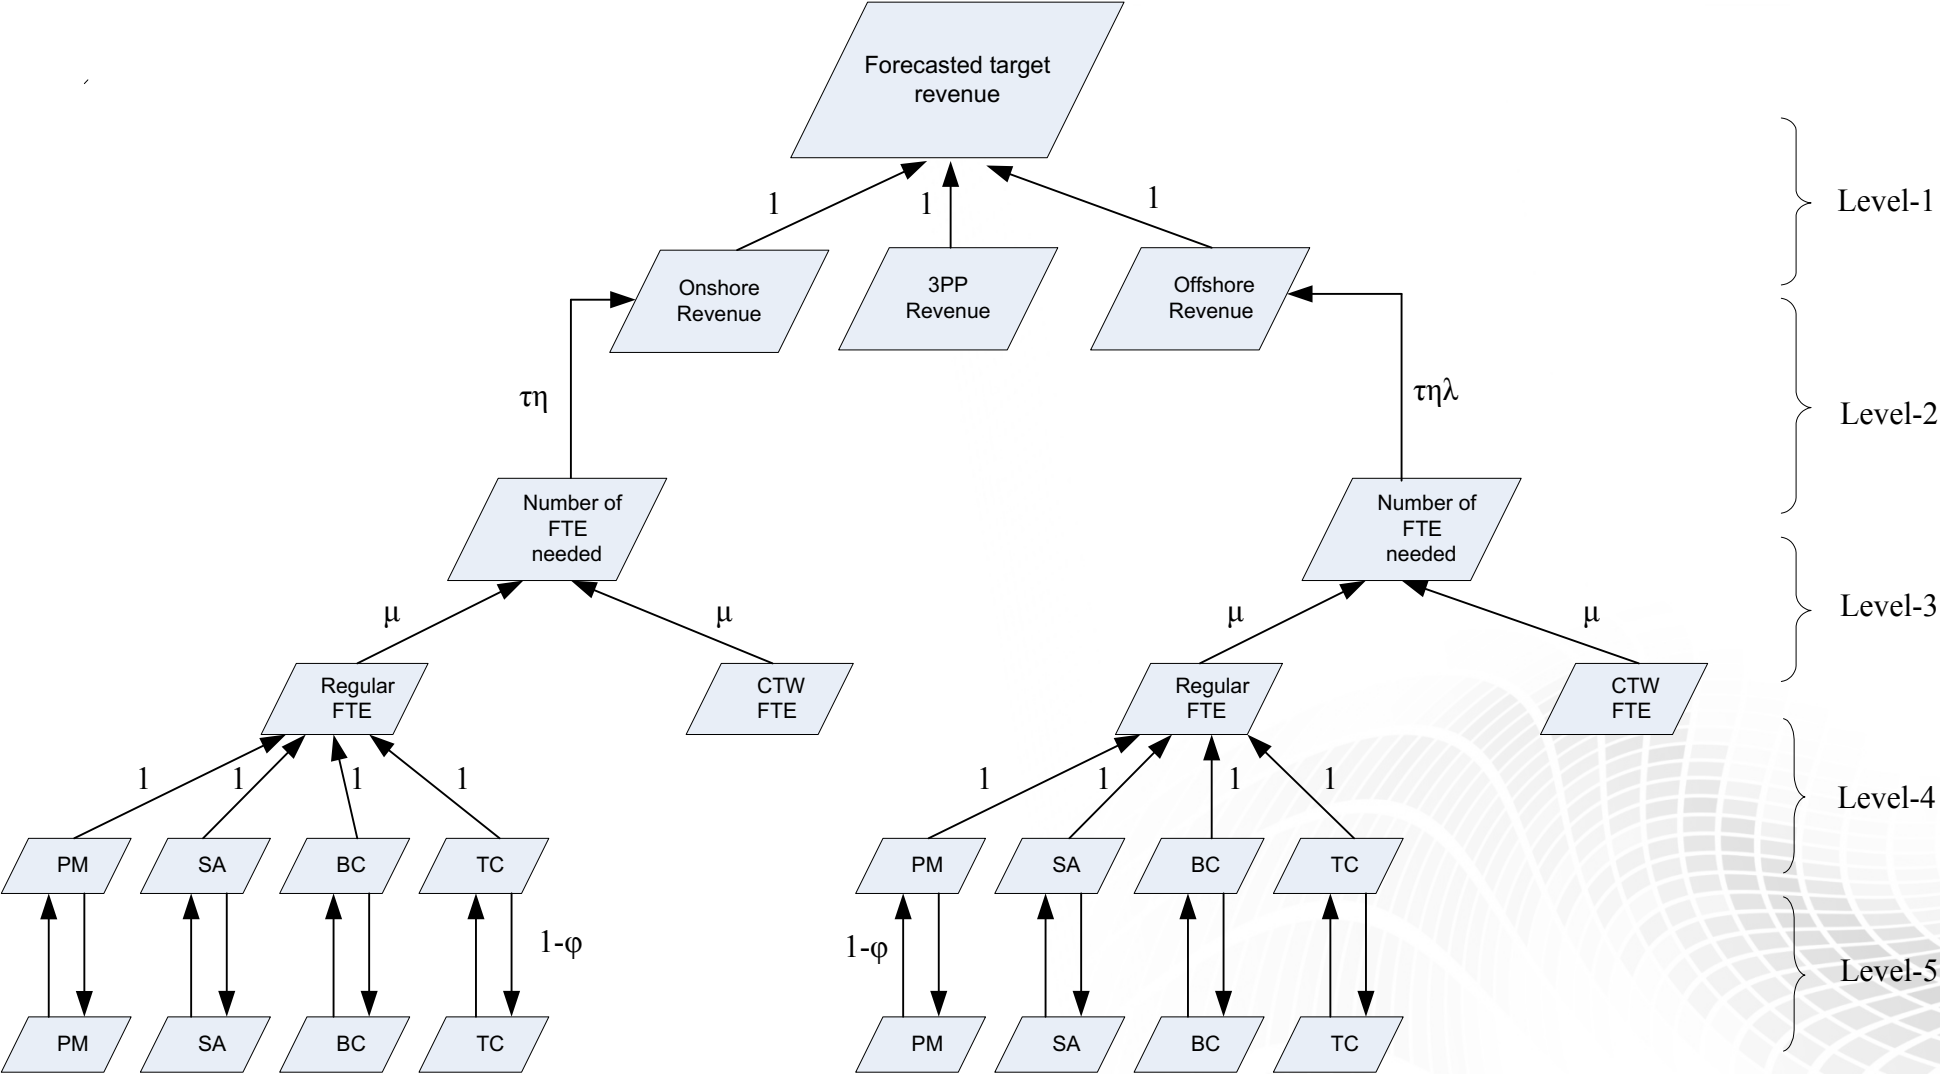 Forecasted target
revenue
1
1
1
Level-1
Onshore
Revenue
3PP
Revenue
Offshore
Revenue
τη
τηλ
Level-2
Number of
FTE
needed
Number of
FTE
needed
μ
μ
μ
μ
Level-3
Regular
FTE
CTW
FTE
Regular
FTE
CTW
FTE
1
1
1
1
1
1
1
1
Level-4
PM
SA
BC
TC
PM
SA
BC
TC
1-φ
1-φ
Level-5
PM
SA
BC
TC
PM
SA
BC
TC